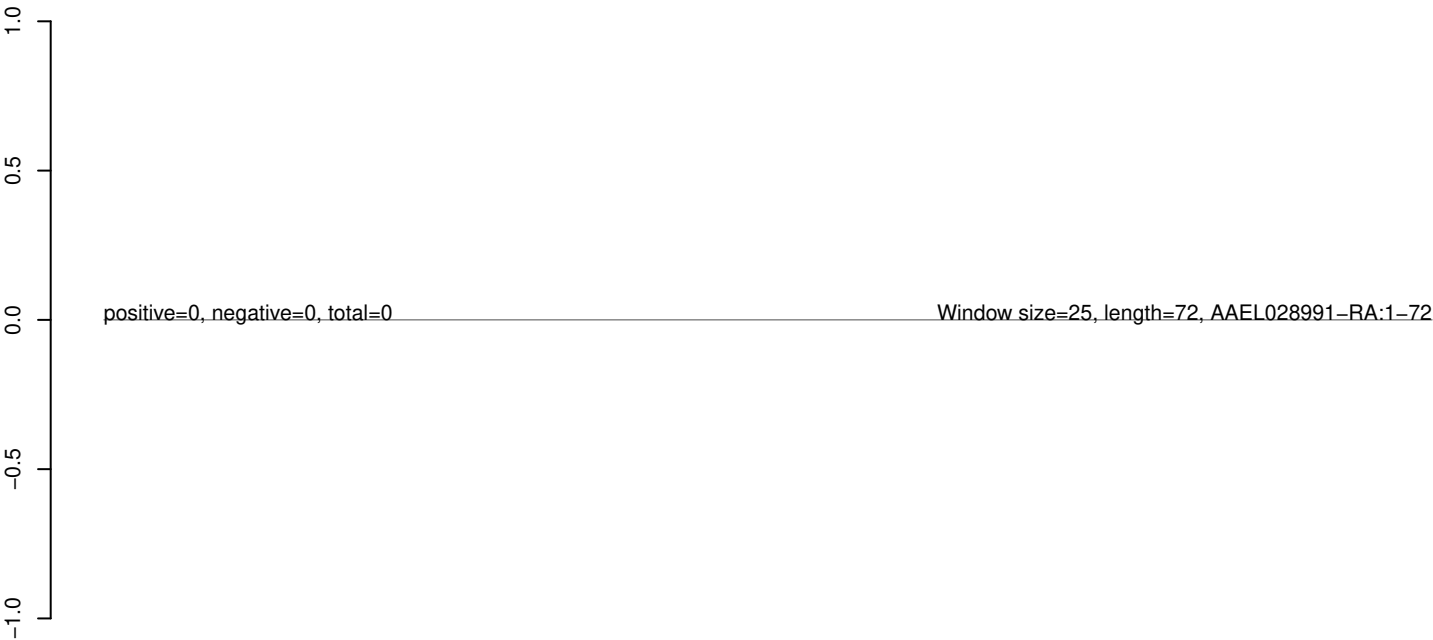 1.0
0.5
0.0
−0.5
−1.0
positive=0, negative=0, total=0
Window size=25, length=72, AAEL028991−RA:1−72